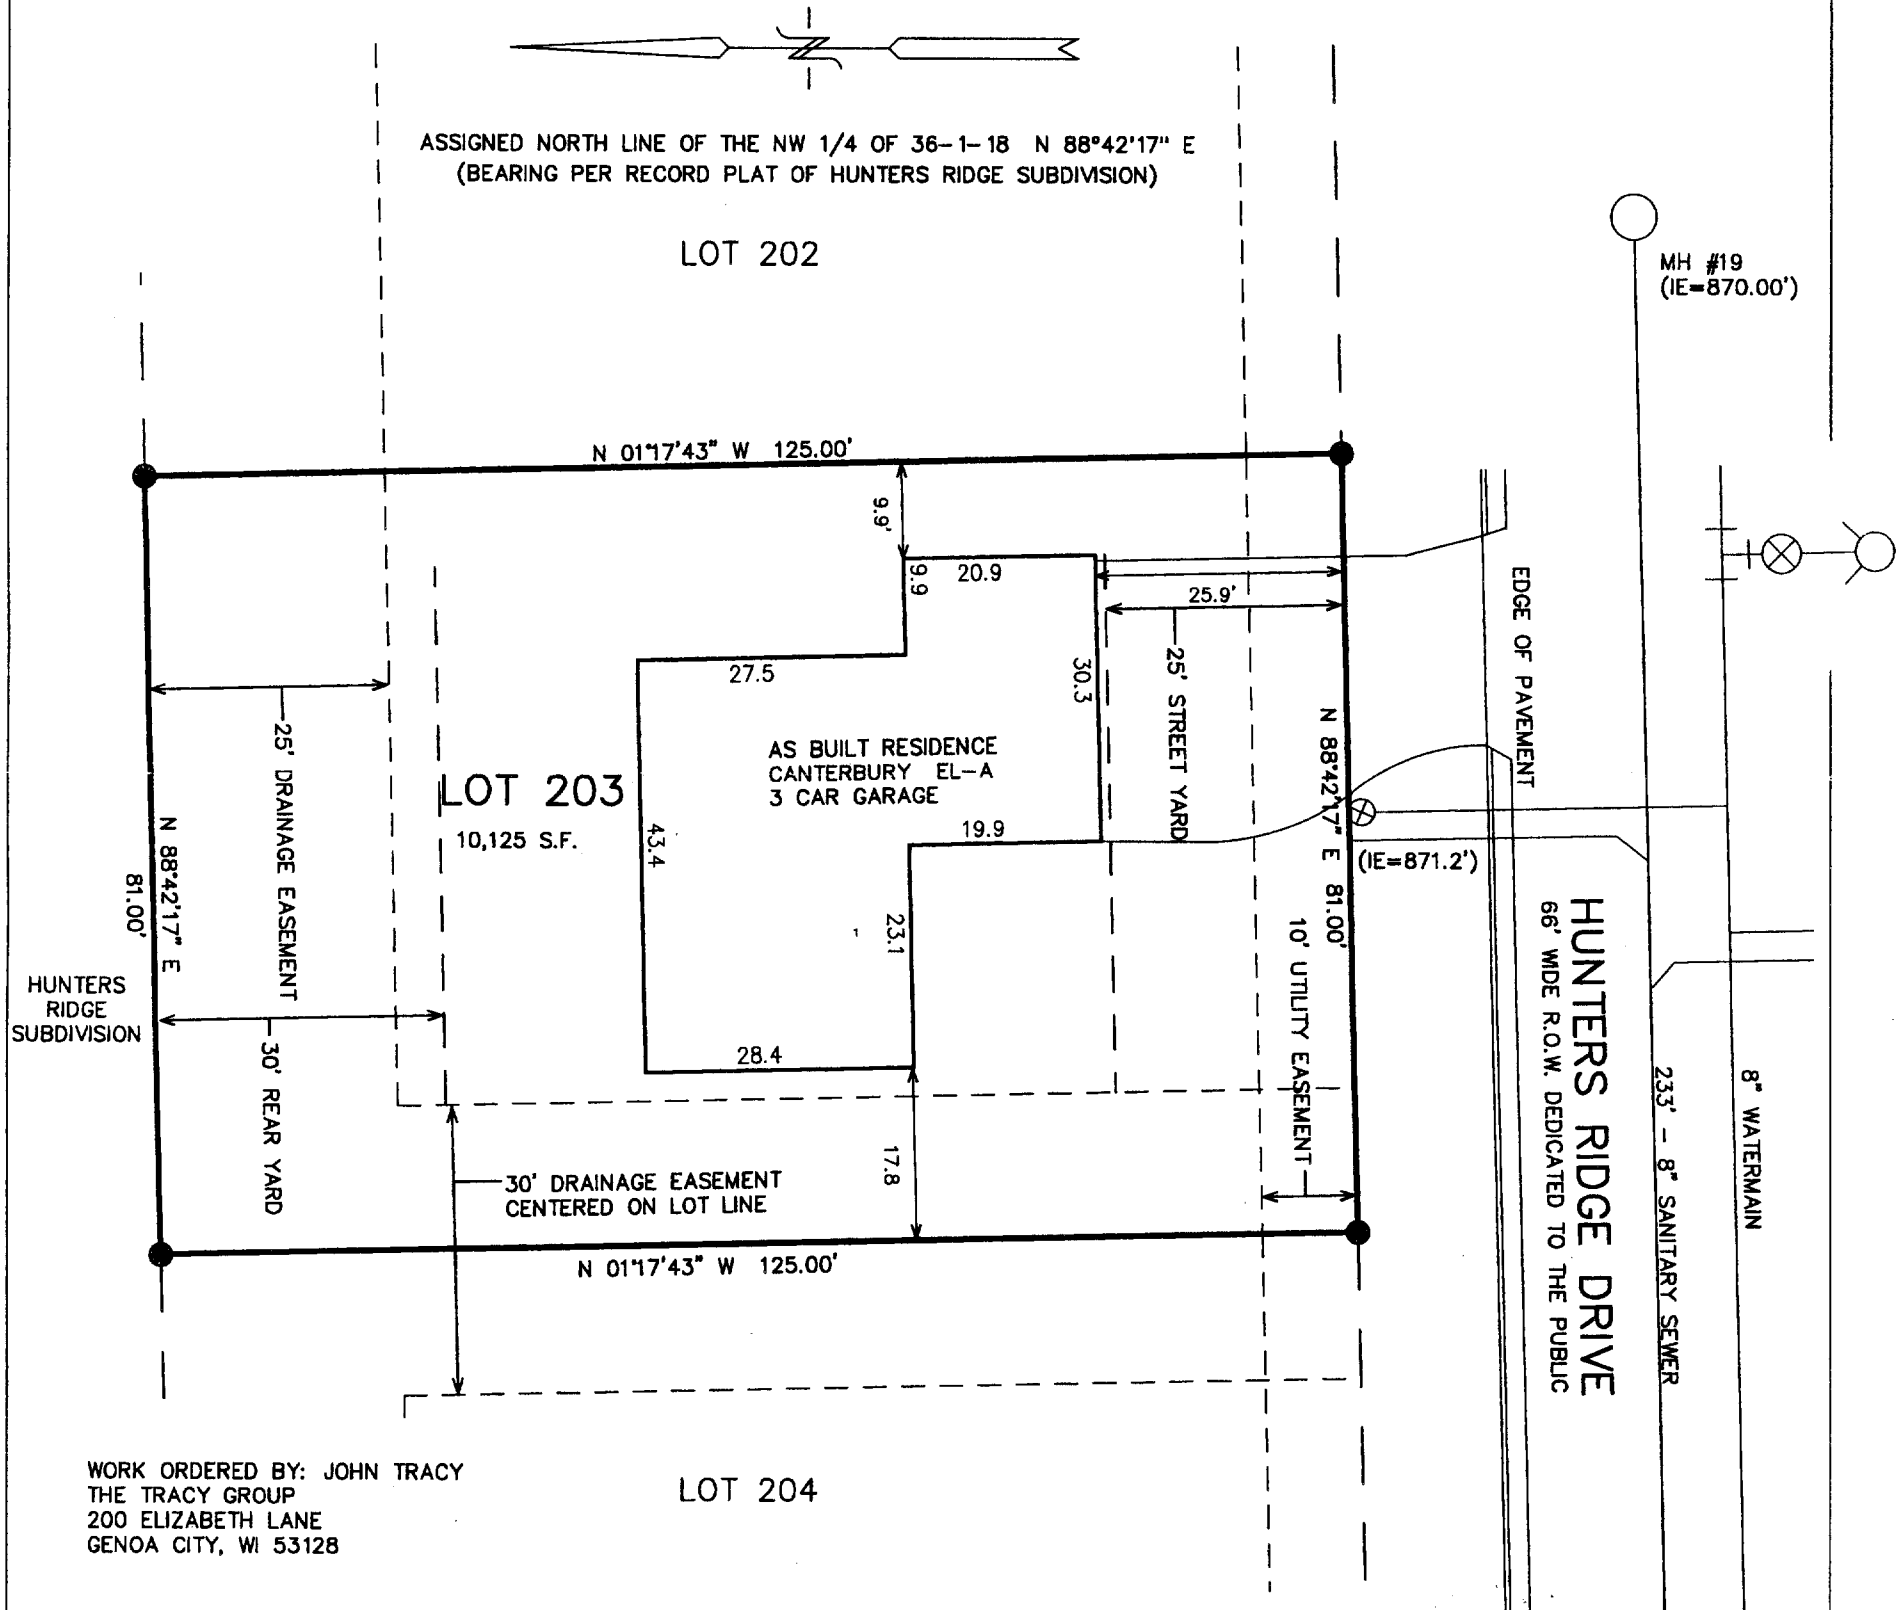 ASSIGNED NORTH LINE OF THE NW 1/4 OF 36-1-18 N 88°42'17" E
(BEARING PER RECORD PLAT OF HUNTERS RIDGE SUBDIVISION)
LOT 202
MH #19
(IE=870.00')
N 01°17'43" W 125.00'
9.9'
20.9
9.9
25.9'
27.5
30.3
25' STREET YARD
EDGE OF PAVEMENT
25' DRAINAGE EASEMENT
LOT 203
10,125 S.F.
AS BUILT RESIDENCE
CANTERBURY EL-A
3 CAR GARAGE
43.4
19.9
23.1
28.4
N 88°42'17" E 81.00'
(IE=871.2')
N 88°42'17" E
81.00'
10' UTILITY EASEMENT
HUNTERS
RIDGE
SUBDIVISION
30' REAR YARD
17.8
30' DRAINAGE EASEMENT
CENTERED ON LOT LINE
N 01°17'43" W 125.00'
HUNTERS RIDGE DRIVE
66' WIDE R.O.W. DEDICATED TO THE PUBLIC
233' - 8" SANITARY SEWER
8" WATERMAIN
LOT 204
WORK ORDERED BY: JOHN TRACY
THE TRACY GROUP
200 ELIZABETH LANE
GENOA CITY, WI 53128